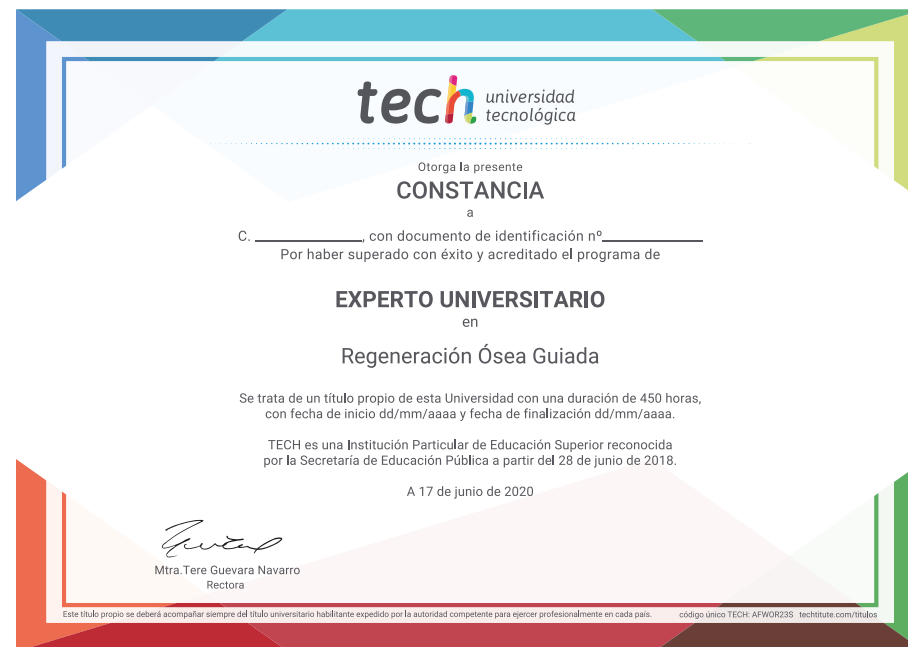 tech universidad
tecnológica
Otorga la presente
CONSTANCIA
a
C. , con documento de identificación nº
Por haber superado con éxito y acreditado el programa de
EXPERTO UNIVERSITARIO
en
Regeneración Ósea Guiada
Se trata de un título propio de esta Universidad con una duración de 450 horas,
con fecha de inicio dd/mm/aaaa y fecha de finalización dd/mm/aaaa.
TECH es una Institución Particular de Educación Superior reconocida
por la Secretaría de Educación Pública a partir del 28 de junio de 2018.
A 17 de junio de 2020
Mtra.Tere Guevara Navarro
Rectora
Este título propio se deberá acompañar siempre del título universitario habilitante expedido por la autoridad competente para ejercer profesionalmente en cada país. código único TECH: AFWOR23S techtitute.com/titulos